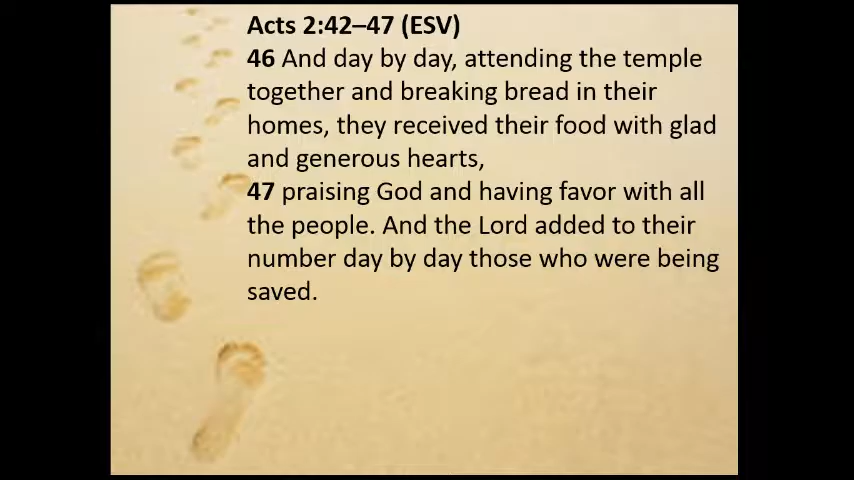 Acts 2:42–47 (ESV)
46 And day by day, attending the temple
together and breaking bread in their
homes, they received their food with glad
and generous hearts,
47 praising God and having favor with all
the people. And the Lord added to their
number day by day those who were being
saved.